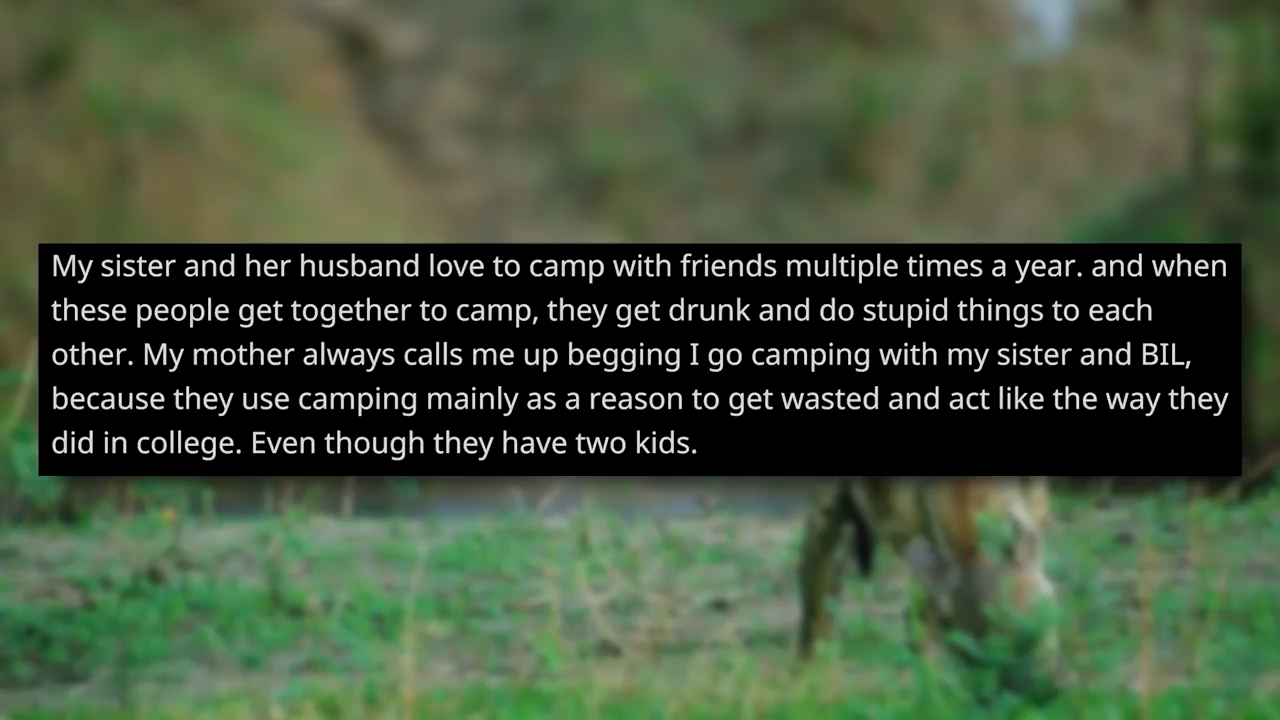 My sister and her husband love to camp with friends multiple times a year. and when
these people get together to camp, they get drunk and do stupid things to each
other. My mother always calls me up begging I go camping with my sister and BIL,
because they use camping mainly as a reason to get wasted and act like the way they
did in college. Even though they have two kids.